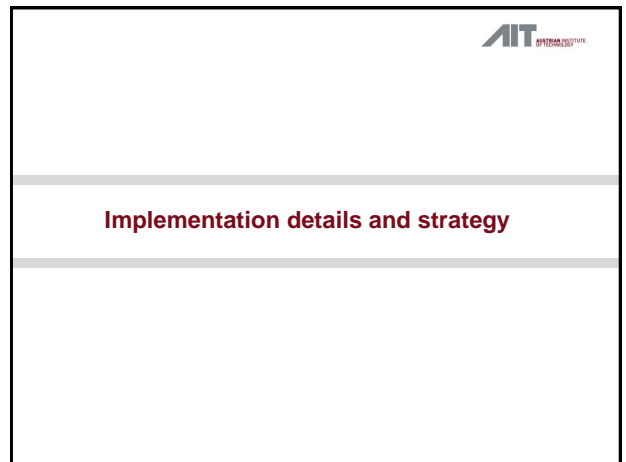 AIT AUSTRIAN INSTITUTE
OF TECHNOLOGY
Implementation details and strategy